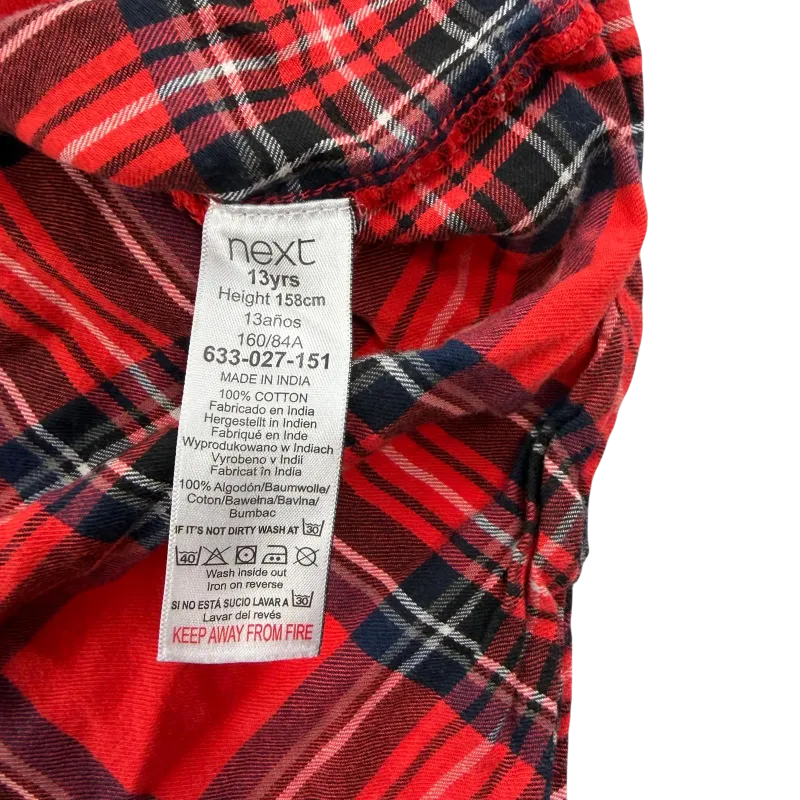 next
13yrs
Height 158cm
13años
160/84A
633-027-151
MADE IN INDIA
100% COTTON
Fabricado en India
Hergestellt in Indien
Fabriqué en Inde
Wyprodukowano w Indiach
Vyrobeno v Indii
Fabricat în India
100% Algodón/Baumwolle/
Coton/Bawełna/Bavlna/
Bumbac
IF IT'S NOT DIRTY WASH AT 30
40
Wash inside out
Iron on reverse
SI NO ESTÁ SUCIO LAVAR A 30
Lavar del revés
KEEP AWAY FROM FIRE